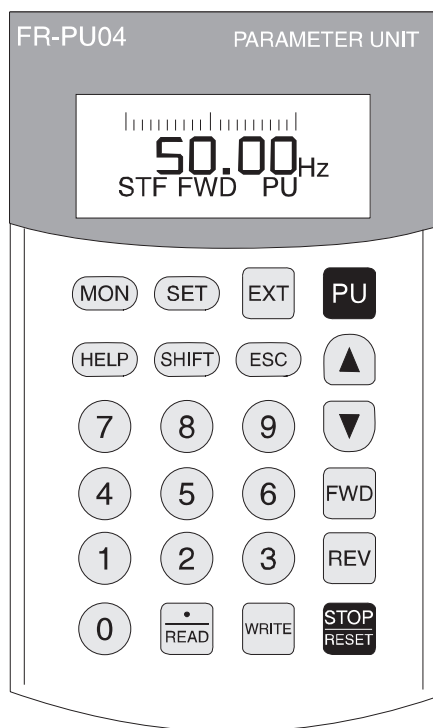 FR-PU04 PARAMETER UNIT
50.00Hz
STF FWD PU
MON SET EXT PU
HELP SHIFT ESC ▲
7 8 9 ▼
4 5 6 FWD
1 2 3 REV
0 • READ WRITE STOP RESET